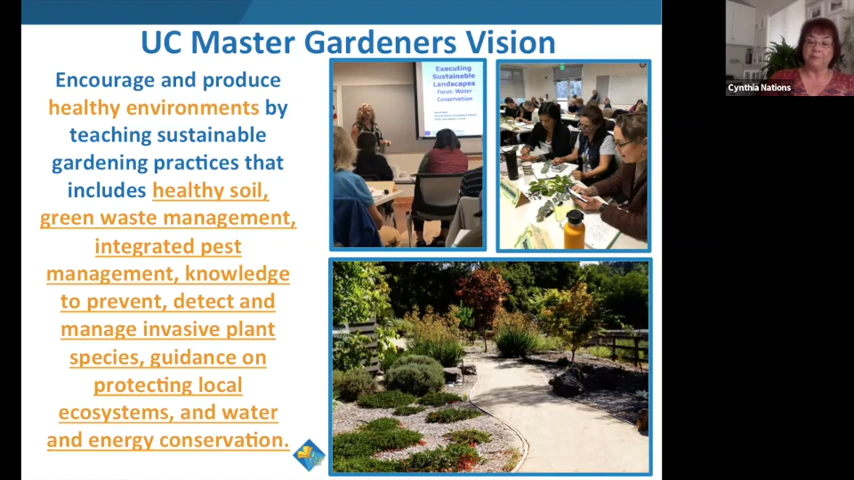 UC Master Gardeners Vision
Encourage and produce
healthy environments by
teaching sustainable
gardening practices that
includes healthy soil,
green waste management,
integrated pest
management, knowledge
to prevent, detect and
manage invasive plant
species, guidance on
protecting local
ecosystems, and water
and energy conservation.
Executing
Sustainable
Landscapes
Focus: Water
Conservation
Cynthia Nations